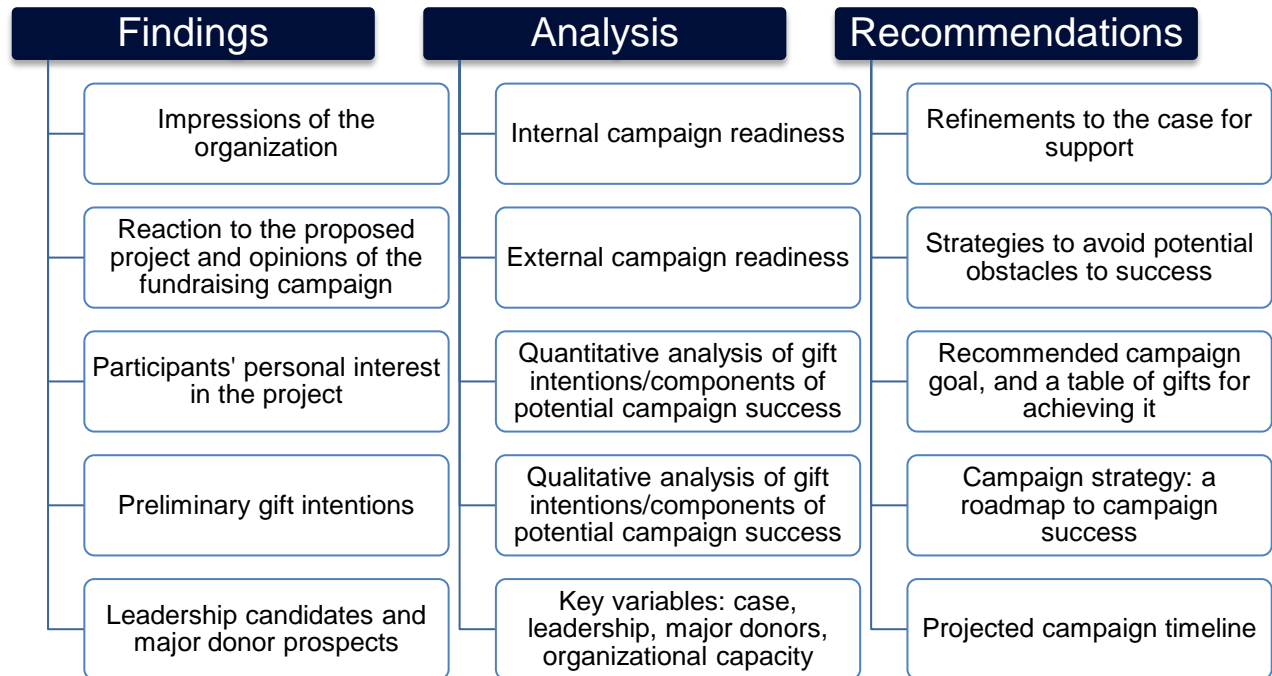 Findings
Impressions of the
organization
Reaction to the proposed
project and opinions of the
fundraising campaign
Participants' personal interest
in the project
Preliminary gift intentions
Leadership candidates and
major donor prospects
Analysis
Internal campaign readiness
External campaign readiness
Quantitative analysis of gift
intentions/components of
potential campaign success
Qualitative analysis of gift
intentions/components of
potential campaign success
Key variables: case,
leadership, major donors,
organizational capacity
Recommendations
Refinements to the case for
support
Strategies to avoid potential
obstacles to success
Recommended campaign
goal, and a table of gifts for
achieving it
Campaign strategy: a
roadmap to campaign
success
Projected campaign timeline